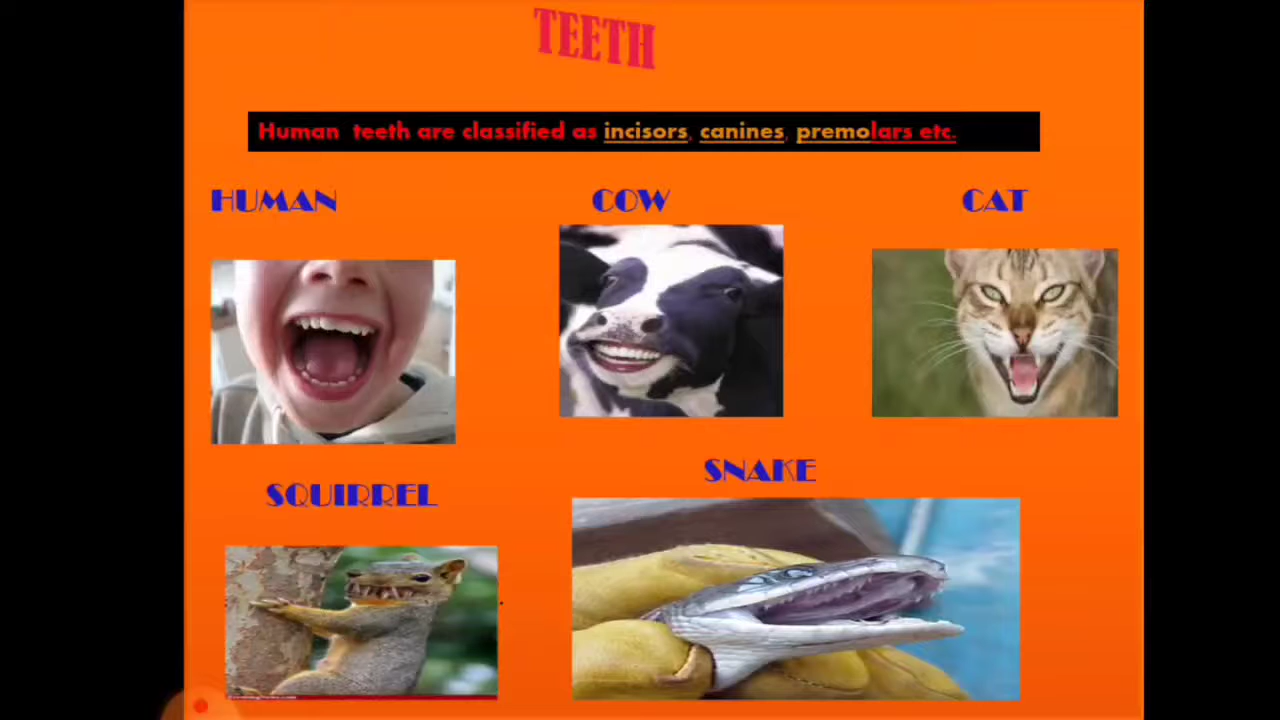 TEETH
Human teeth are classified as incisors, canines, premolars etc.
HUMAN
COW
CAT
SNAKE
SQUIRREL